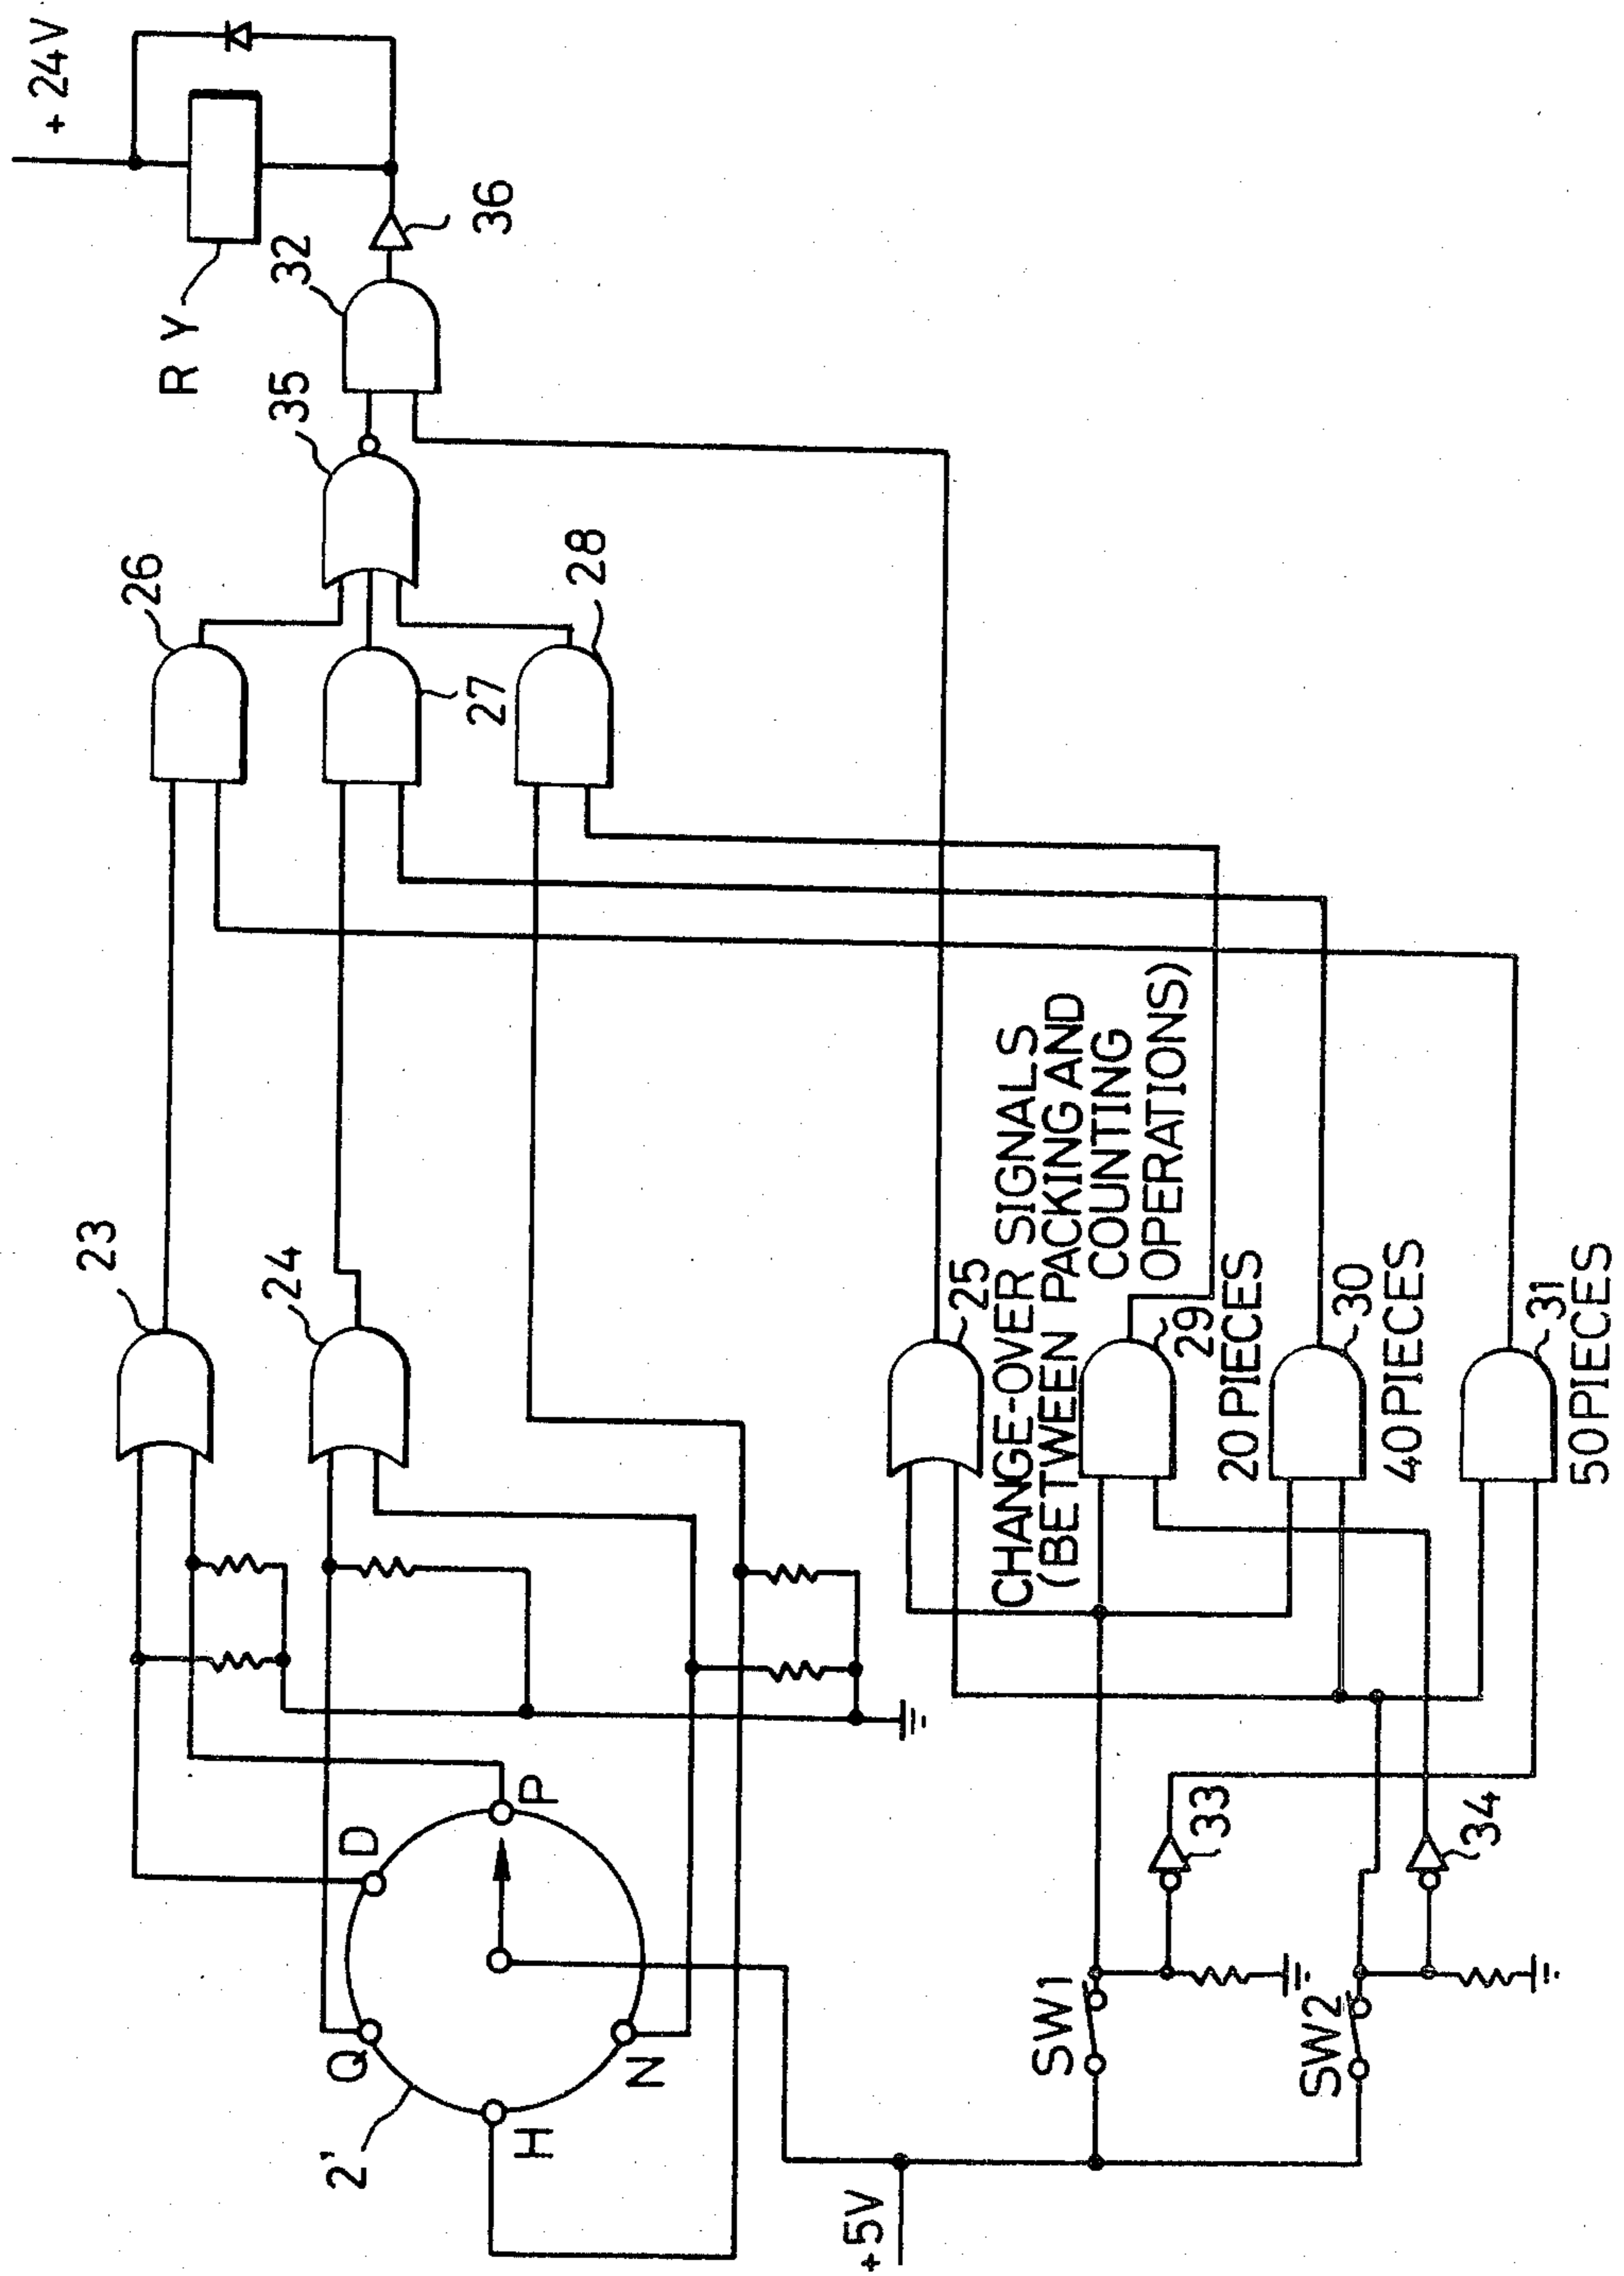 +24V
RY
32
36
35
26
27
28
23
24
25
CHANGE-OVER SIGNALS
(BETWEEN PACKING AND
COUNTING
OPERATIONS)
29
20 PIECES
30
40 PIECES
31
50 PIECES
2'
Q
D
P
H
N
+5V
SW1
SW2
33
34